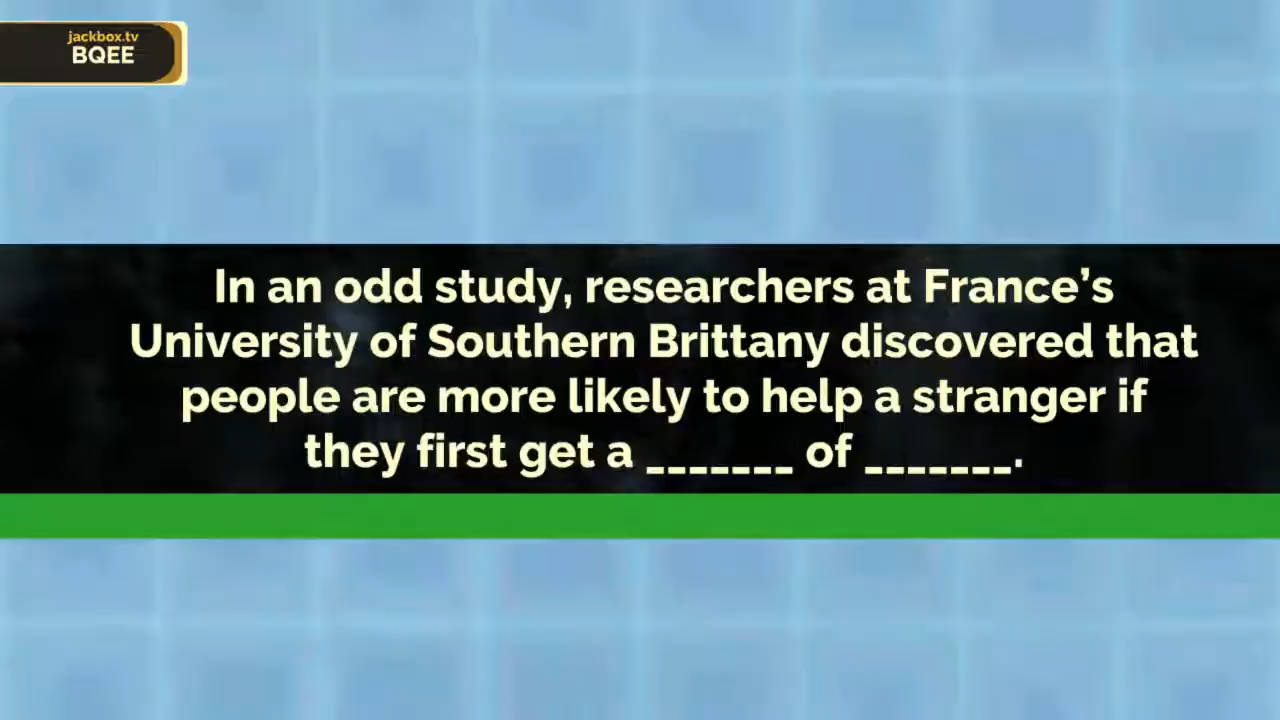 jackbox.tv
BQEE
In an odd study, researchers at France’s
University of Southern Brittany discovered that
people are more likely to help a stranger if
they first get a _______ of _______.